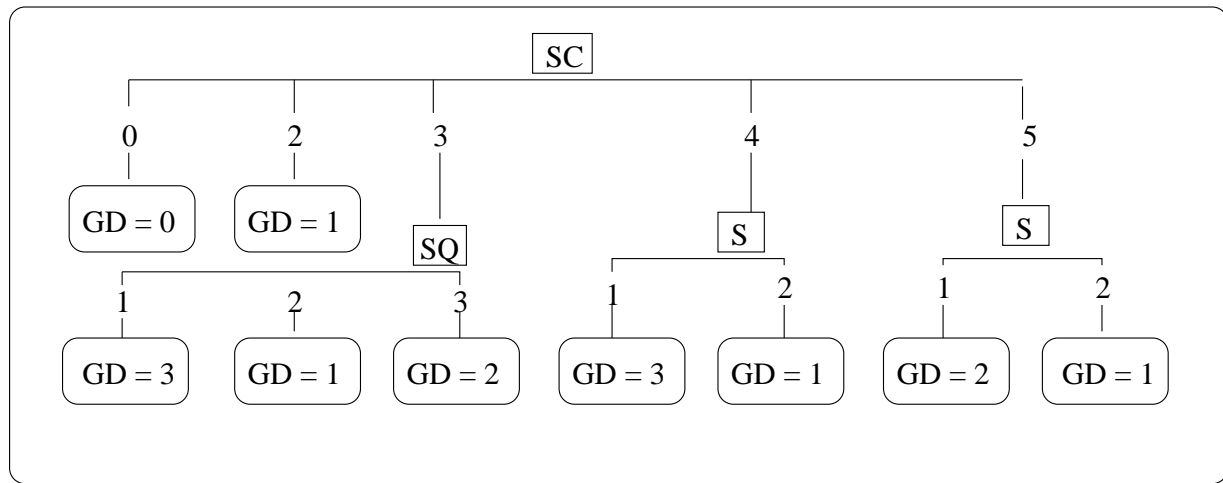 SC
0 2 3 4 5
GD = 0 GD = 1
SQ S S
1 2 3 1 2 1 2
GD = 3 GD = 1 GD = 2 GD = 3 GD = 1 GD = 2 GD = 1